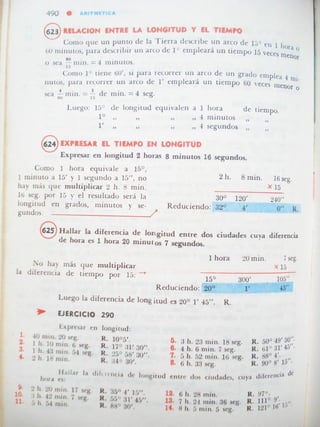 490 • ARITMETICA
623 RELACION ENTRE LA LONGITUD Y EL TIEMPO
Como que un punto de la Tierra describe un arco de 15° en 1 hora o
60 minutos, para describir un arco de 1° empleará un tiempo 15 veces menor
o sea 60/15 min. = 4 minutos.
Como 1° tiene 60', si para recorrer un arco de un grado emplea 4 mi-
nutos, para recorrer un arco de 1' empleará un tiempo 60 veces menor o
sea 4/60 min. = 1/15 de min. = 4 seg.
Luego: 15° de longitud equivalen a 1 hora de tiempo.
1° „ „ „ „ 4 minutos „ „
1' „ „ „ „ 4 segundos „ „
624 EXPRESAR EL TIEMPO EN LONGITUD
Expresar en longitud 2 horas 8 minutos 16 segundos.
Como 1 hora equivale a 15°,
1 minuto a 15' y 1 segundo a 15", no
hay más que multiplicar 2 h. 8 min.
16 seg. por 15 y el resultado será la
longitud en grados, minutos y se-
gundos.
2 h. 8 min. 16 seg.
× 15
30° 120' 240"
Reduciendo: 32° 4' 0" R.
625 Hallar la diferencia de longitud entre dos ciudades cuya diferencia
de hora es 1 hora 20 minutos 7 segundos.
No hay más que multiplicar
la diferencia de tiempo por 15:
1 hora 20 min. 7 seg.
× 15
15° 300' 105"
Reduciendo: 20° 1' 45"
Luego la diferencia de longitud es 20° 1' 45". R.
EJERCICIO 290
Expresar en longitud:
1. 40 min. 20 seg. R. 10°5'.
2. 1 h. 10 min. 6 seg. R. 17° 31' 30".
3. 1 h. 43 min. 54 seg. R. 25° 58' 30".
4. 2 h. 18 min. R. 34° 30'.
5. 3 h. 23 min. 18 seg. R. 50° 49' 30"
6. 4 h. 6 min. 7 seg. R. 61° 31' 45"
7. 5 h. 52 min. 16 seg. R. 88° 4'
8. 6 h. 33 seg. R. 90° 8' 15"
Hallar la diferencia de longitud entre dos ciudades, cuya diferencia de
hora es:
9. 2 h. 20 min. 17 seg. R. 35° 4' 15".
10. 3 h. 42 min. 7 seg. R. 55° 31' 45".
11. 5 h. 54 min. R. 88° 30'.
12. 6 h. 28 min. R. 97°.
13. 7 h. 24 min. 36 seg. R. 111° 9'.
14. 8 h. 5 min. 5 seg. R. 121° 16' 15"